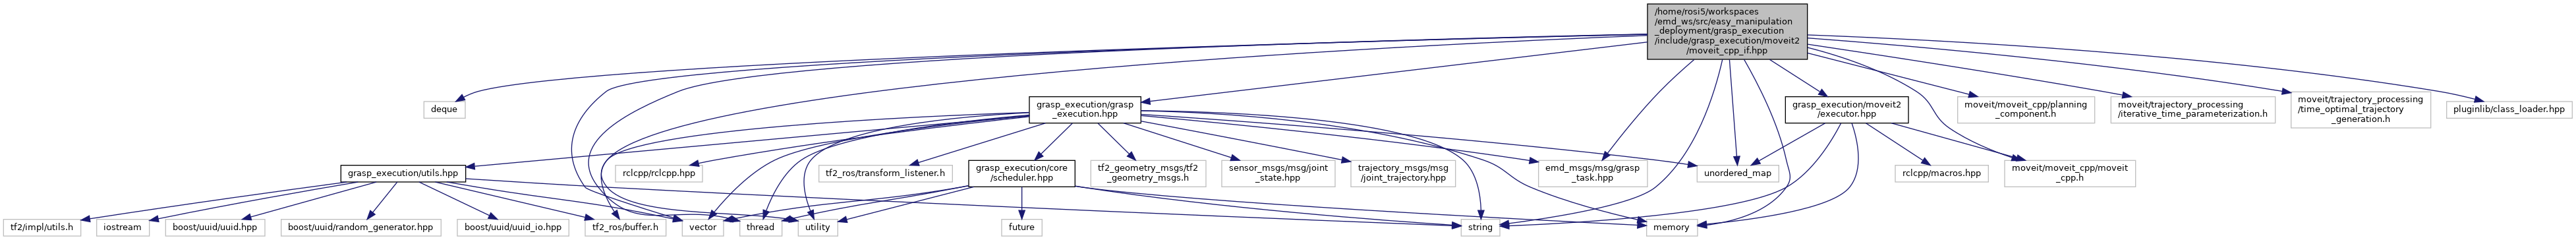 /home/rosi5/workspaces
/emd_ws/src/easy_manipulation
_deployment/grasp_execution
/include/grasp_execution/moveit2
/moveit_cpp_if.hpp
deque
grasp_execution/grasp
_execution.hpp
grasp_execution/moveit2
/executor.hpp
moveit/moveit_cpp/planning
_component.h
moveit/trajectory_processing
/iterative_time_parameterization.h
moveit/trajectory_processing
/time_optimal_trajectory
_generation.h
pluginlib/class_loader.hpp
grasp_execution/utils.hpp
rclcpp/rclcpp.hpp
tf2_ros/transform_listener.h
grasp_execution/core
/scheduler.hpp
tf2_geometry_msgs/tf2
_geometry_msgs.h
sensor_msgs/msg/joint
_state.hpp
trajectory_msgs/msg
/joint_trajectory.hpp
emd_msgs/msg/grasp
_task.hpp
unordered_map
rclcpp/macros.hpp
moveit/moveit_cpp/moveit
_cpp.h
tf2/impl/utils.h
iostream
boost/uuid/uuid.hpp
boost/uuid/random_generator.hpp
boost/uuid/uuid_io.hpp
tf2_ros/buffer.h
vector
thread
utility
future
string
memory